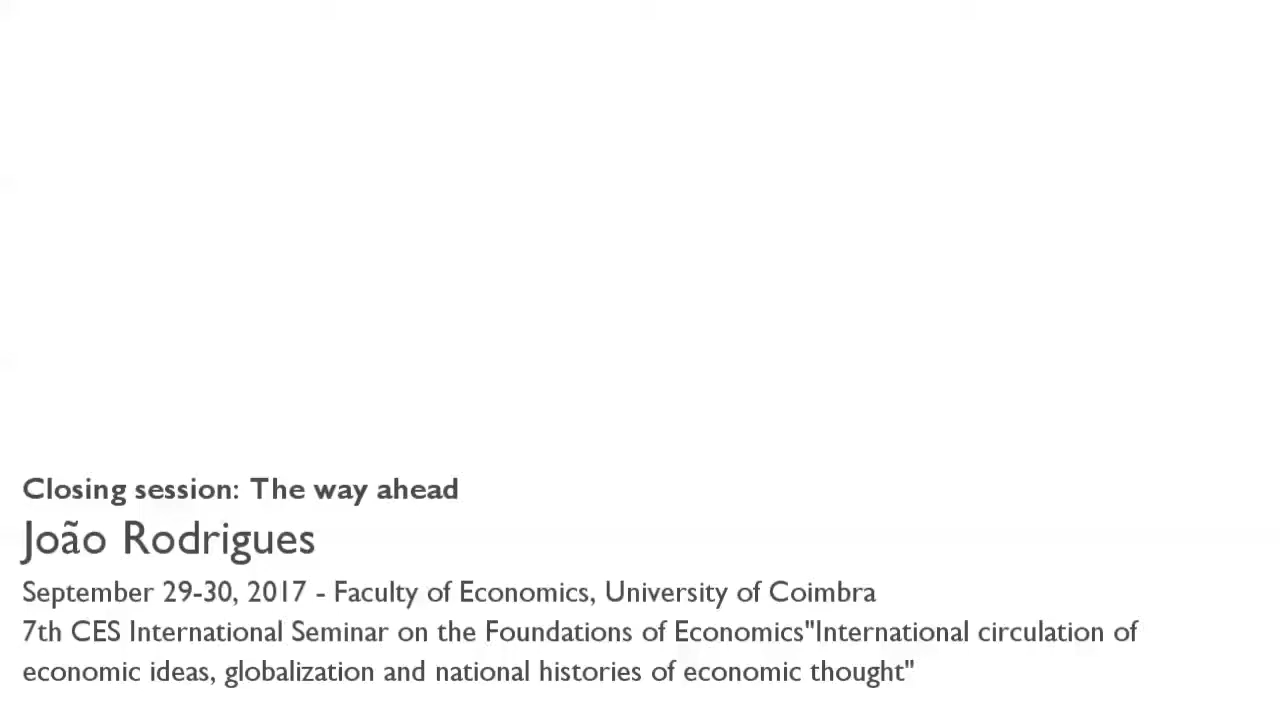 Closing session: The way ahead
João Rodrigues
September 29-30, 2017 - Faculty of Economics, University of Coimbra
7th CES International Seminar on the Foundations of Economics"International circulation of
economic ideas, globalization and national histories of economic thought"